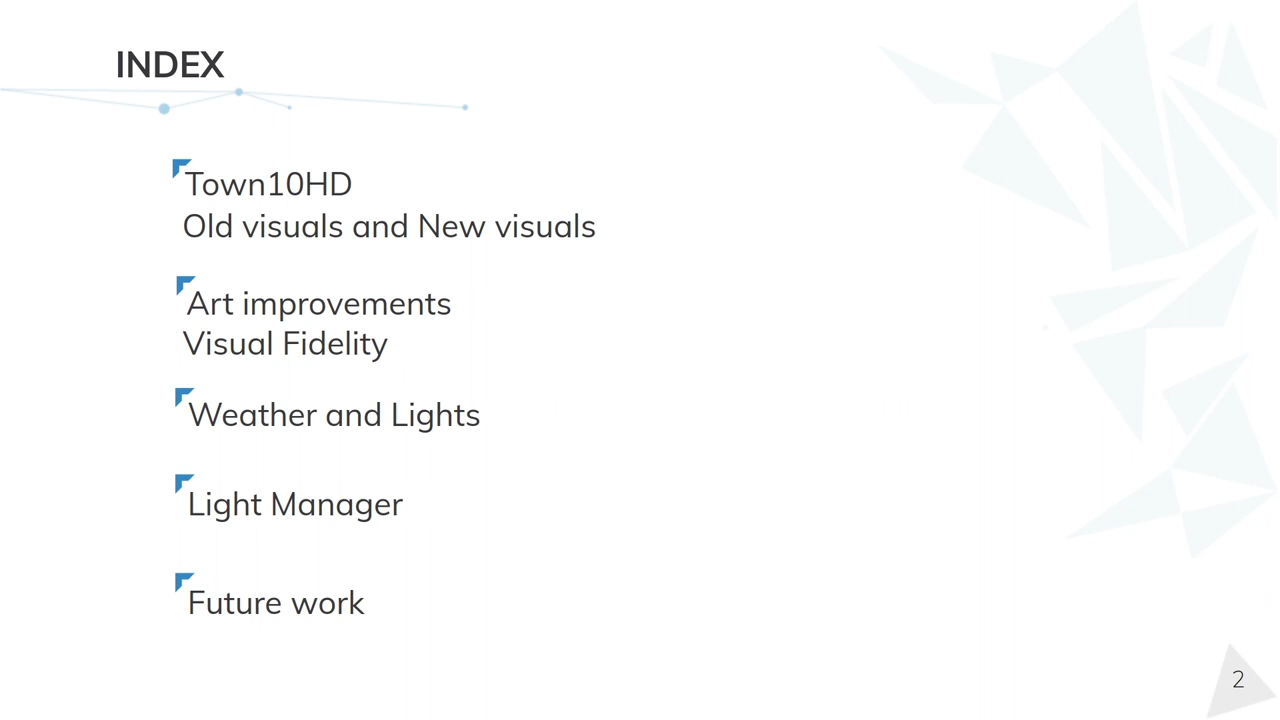 INDEX
Town10HD
Old visuals and New visuals
Art improvements
Visual Fidelity
Weather and Lights
Light Manager
Future work
2